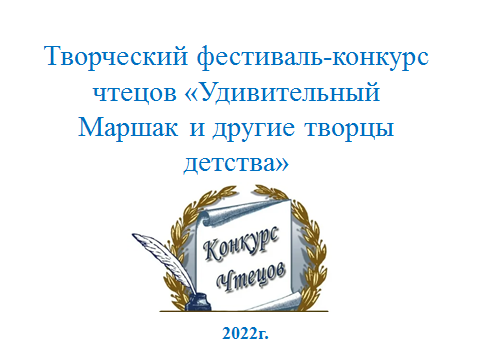 Творческий фестиваль-конкурс
чтецов «Удивительный
Маршак и другие творцы
детства»
Конкурс
Чтецов
2022г.